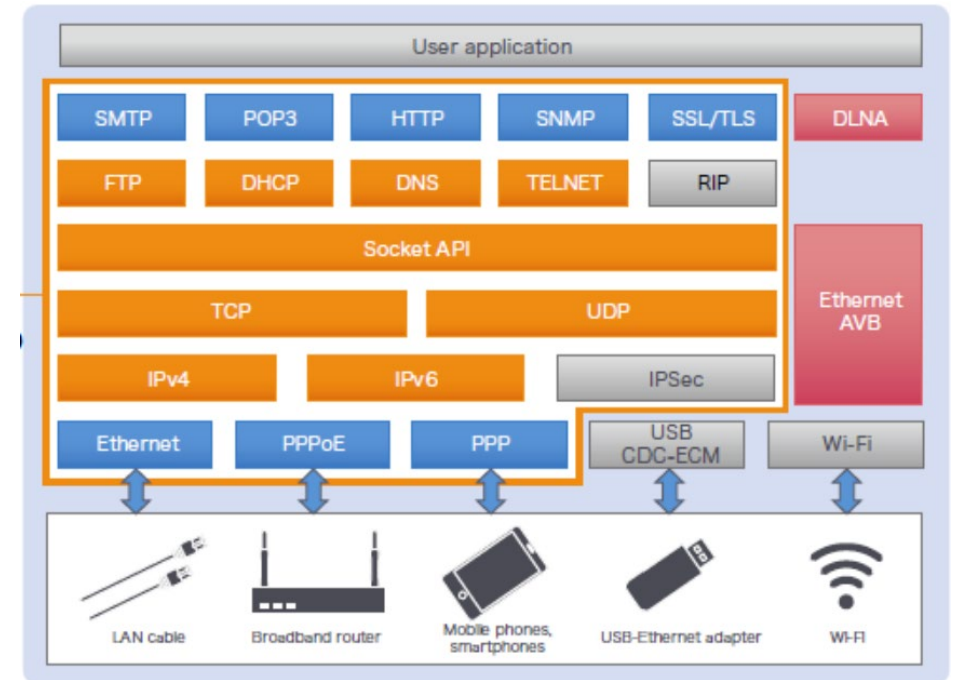 User application
SMTP POP3 HTTP SNMP SSL/TLS DLNA
FTP DHCP DNS TELNET RIP
Socket API
TCP UDP Ethernet
AVB
IPv4 IPv6 IPSec
Ethernet PPPoE PPP USB
CDC-ECM Wi-Fi
LAN cable Broadband router Mobile phones,
smartphones USB-Ethernet adapter WI-FI